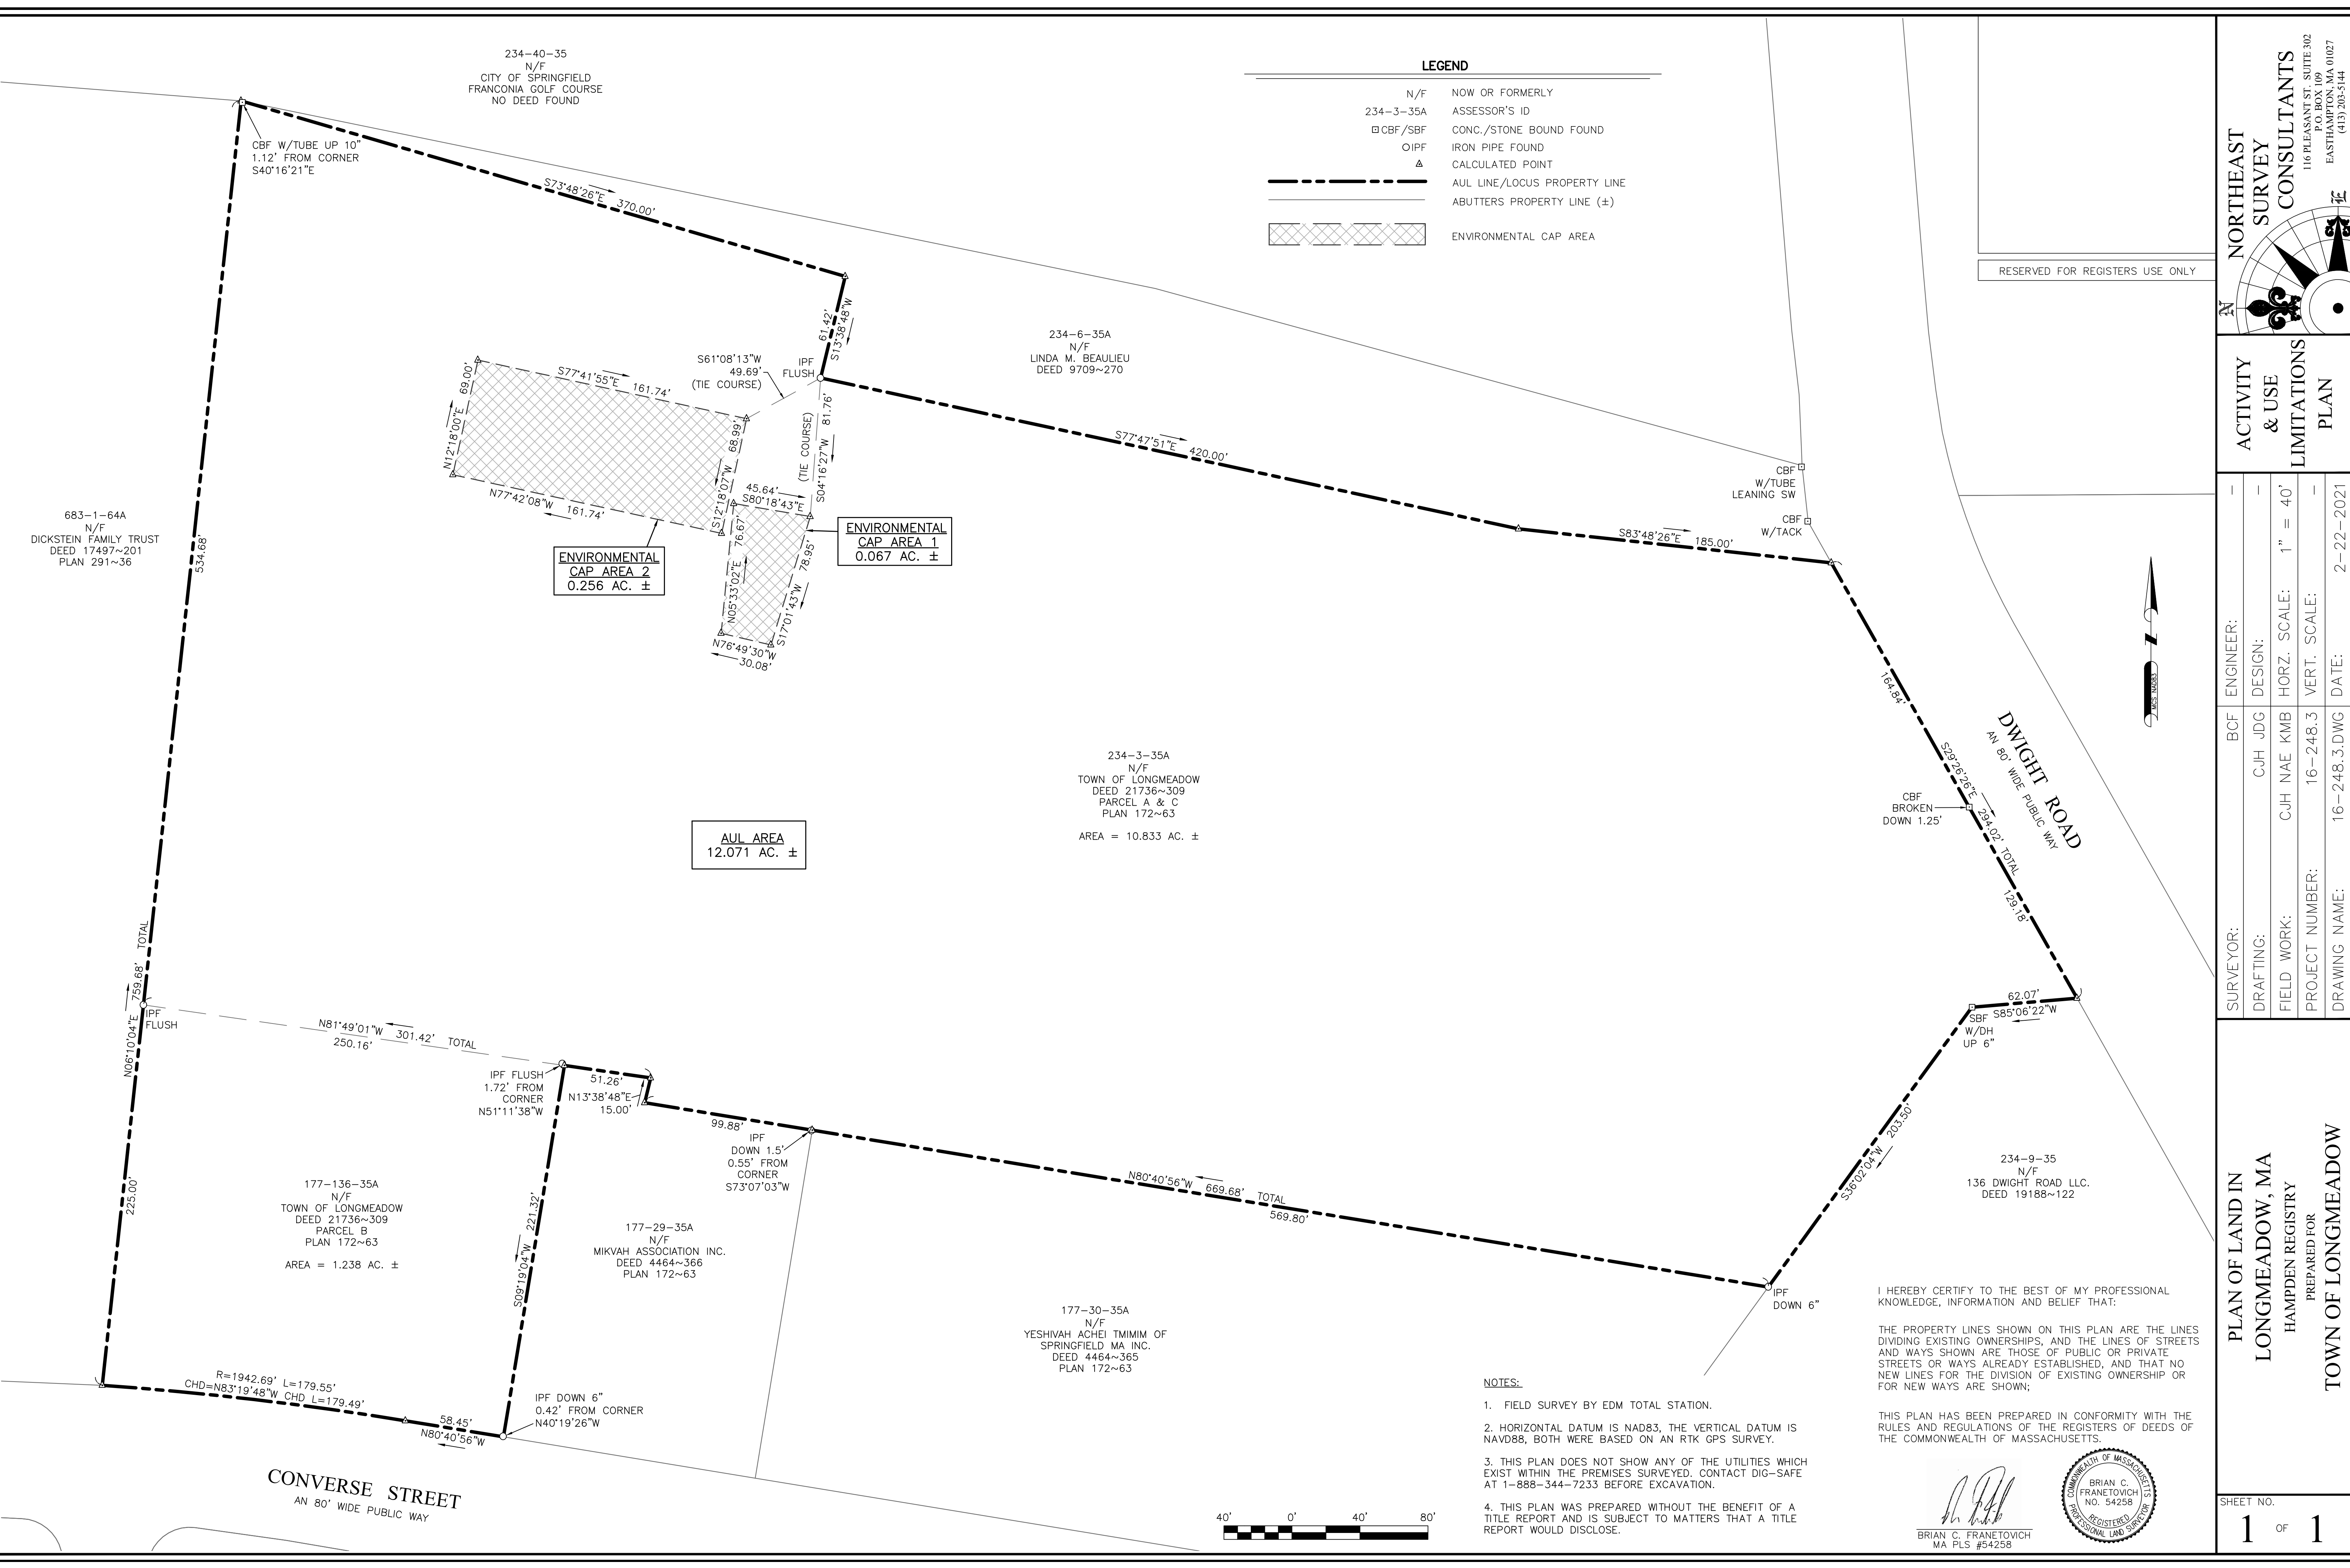 234-40-35
N/F
CITY OF SPRINGFIELD
FRANCONIA GOLF COURSE
NO DEED FOUND
CBF W/TUBE UP 10"
1.12' FROM CORNER
S40°16'21"E
S73°48'26"E 370.00'
61.42'
S13°38'48"W
LEGEND
N/F NOW OR FORMERLY
234-3-35A ASSESSOR'S ID
CBF/SBF CONC./STONE BOUND FOUND
IPF IRON PIPE FOUND
CALCULATED POINT
AUL LINE/LOCUS PROPERTY LINE
ABUTTERS PROPERTY LINE (±)
ENVIRONMENTAL CAP AREA
RESERVED FOR REGISTERS USE ONLY
234-6-35A
N/F
LINDA M. BEAULIEU
DEED 9709~270
S61°08'13"W
49.69'
(TIE COURSE)
IPF
FLUSH
S77°41'55"E 161.74'
N12°18'00"E 69.00'
S12°18'07"W 68.99'
N77°42'08"W 161.74'
(TIE COURSE)
S04°16'27"W 81.76'
45.64'
S80°18'43"E
N05°33'02"E 76.67'
S17°01'43"W 78.95'
N76°49'30"W
30.08'
ENVIRONMENTAL
CAP AREA 1
0.067 AC. ±
ENVIRONMENTAL
CAP AREA 2
0.256 AC. ±
S77°47'51"E 420.00'
CBF
W/TUBE
LEANING SW
CBF
W/TACK
S83°48'26"E 185.00'
683-1-64A
N/F
DICKSTEIN FAMILY TRUST
DEED 17497~201
PLAN 291~36
534.68'
N06°10'04"E 759.68' TOTAL
164.84'
S29°26'26"E 294.02' TOTAL
129.18'
DWIGHT ROAD
AN 80' WIDE PUBLIC WAY
CBF
BROKEN
DOWN 1.25'
MCS NAD83
234-3-35A
N/F
TOWN OF LONGMEADOW
DEED 21736~309
PARCEL A & C
PLAN 172~63
AREA = 10.833 AC. ±
AUL AREA
12.071 AC. ±
IPF
FLUSH
N81°49'01"W 301.42' TOTAL
250.16'
IPF FLUSH
1.72' FROM
CORNER
N51°11'38"W
51.26'
N13°38'48"E
15.00'
99.88'
IPF
DOWN 1.5'
0.55' FROM
CORNER
S73°07'03"W
62.07'
S85°06'22"W
SBF
W/DH
UP 6"
S36°02'04"W 203.50'
234-9-35
N/F
136 DWIGHT ROAD LLC.
DEED 19188~122
N80°40'56"W 669.68' TOTAL
569.80'
IPF
DOWN 6"
225.00'
177-136-35A
N/F
TOWN OF LONGMEADOW
DEED 21736~309
PARCEL B
PLAN 172~63
AREA = 1.238 AC. ±
S09°19'04"W 221.32'
177-29-35A
N/F
MIKVAH ASSOCIATION INC.
DEED 4464~366
PLAN 172~63
177-30-35A
N/F
YESHIVAH ACHEI TMIMIM OF
SPRINGFIELD MA INC.
DEED 4464~365
PLAN 172~63
R=1942.69' L=179.55'
CHD=N83°19'48"W CHD L=179.49'
58.45'
N80°40'56"W
IPF DOWN 6"
0.42' FROM CORNER
N40°19'26"W
CONVERSE STREET
AN 80' WIDE PUBLIC WAY
40' 0' 40' 80'
NOTES:
1. FIELD SURVEY BY EDM TOTAL STATION.
2. HORIZONTAL DATUM IS NAD83, THE VERTICAL DATUM IS
NAVD88, BOTH WERE BASED ON AN RTK GPS SURVEY.
3. THIS PLAN DOES NOT SHOW ANY OF THE UTILITIES WHICH
EXIST WITHIN THE PREMISES SURVEYED. CONTACT DIG-SAFE
AT 1-888-344-7233 BEFORE EXCAVATION.
4. THIS PLAN WAS PREPARED WITHOUT THE BENEFIT OF A
TITLE REPORT AND IS SUBJECT TO MATTERS THAT A TITLE
REPORT WOULD DISCLOSE.
I HEREBY CERTIFY TO THE BEST OF MY PROFESSIONAL
KNOWLEDGE, INFORMATION AND BELIEF THAT:
THE PROPERTY LINES SHOWN ON THIS PLAN ARE THE LINES
DIVIDING EXISTING OWNERSHIPS, AND THE LINES OF STREETS
AND WAYS SHOWN ARE THOSE OF PUBLIC OR PRIVATE
STREETS OR WAYS ALREADY ESTABLISHED, AND THAT NO
NEW LINES FOR THE DIVISION OF EXISTING OWNERSHIP OR
FOR NEW WAYS ARE SHOWN;
THIS PLAN HAS BEEN PREPARED IN CONFORMITY WITH THE
RULES AND REGULATIONS OF THE REGISTERS OF DEEDS OF
THE COMMONWEALTH OF MASSACHUSETTS.
BRIAN C. FRANETOVICH
MA PLS #54258
COMMONWEALTH OF MASSACHUSETTS
BRIAN C.
FRANETOVICH
NO. 54258
REGISTERED
PROFESSIONAL LAND SURVEYOR
NORTHEAST
SURVEY
CONSULTANTS
116 PLEASANT ST. SUITE 302
P.O. BOX 109
EASTHAMPTON, MA 01027
(413) 203-5144
N
E
ACTIVITY
& USE
LIMITATIONS
PLAN
SURVEYOR: BCF ENGINEER: -
DRAFTING: CJH JDG DESIGN: -
FIELD WORK: CJH NAE KMB HORZ. SCALE: 1" = 40'
PROJECT NUMBER: 16-248.3 VERT. SCALE: -
DRAWING NAME: 16-248.3.DWG DATE: 2-22-2021
PLAN OF LAND IN
LONGMEADOW, MA
HAMPDEN REGISTRY
PREPARED FOR
TOWN OF LONGMEADOW
SHEET NO.
1 OF 1